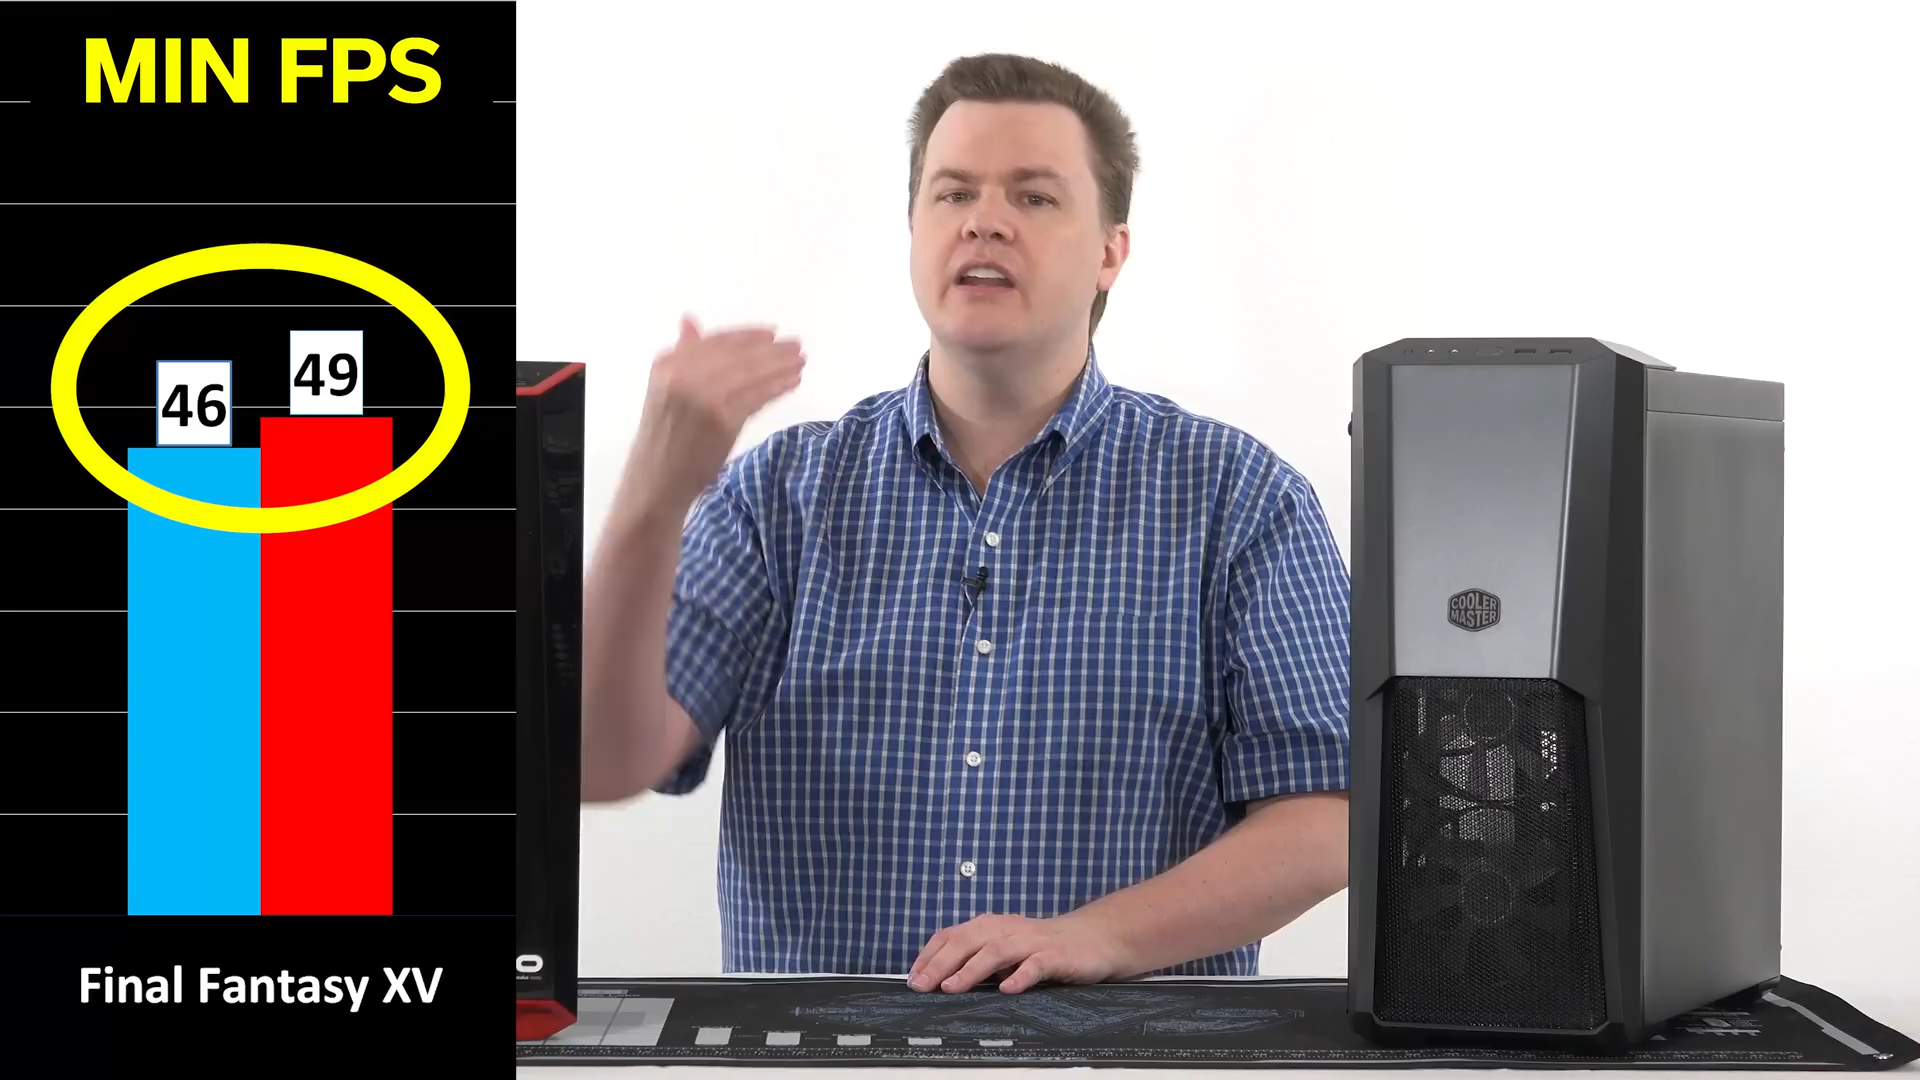 MIN FPS
46
49
Final Fantasy XV
COOLER
MASTER